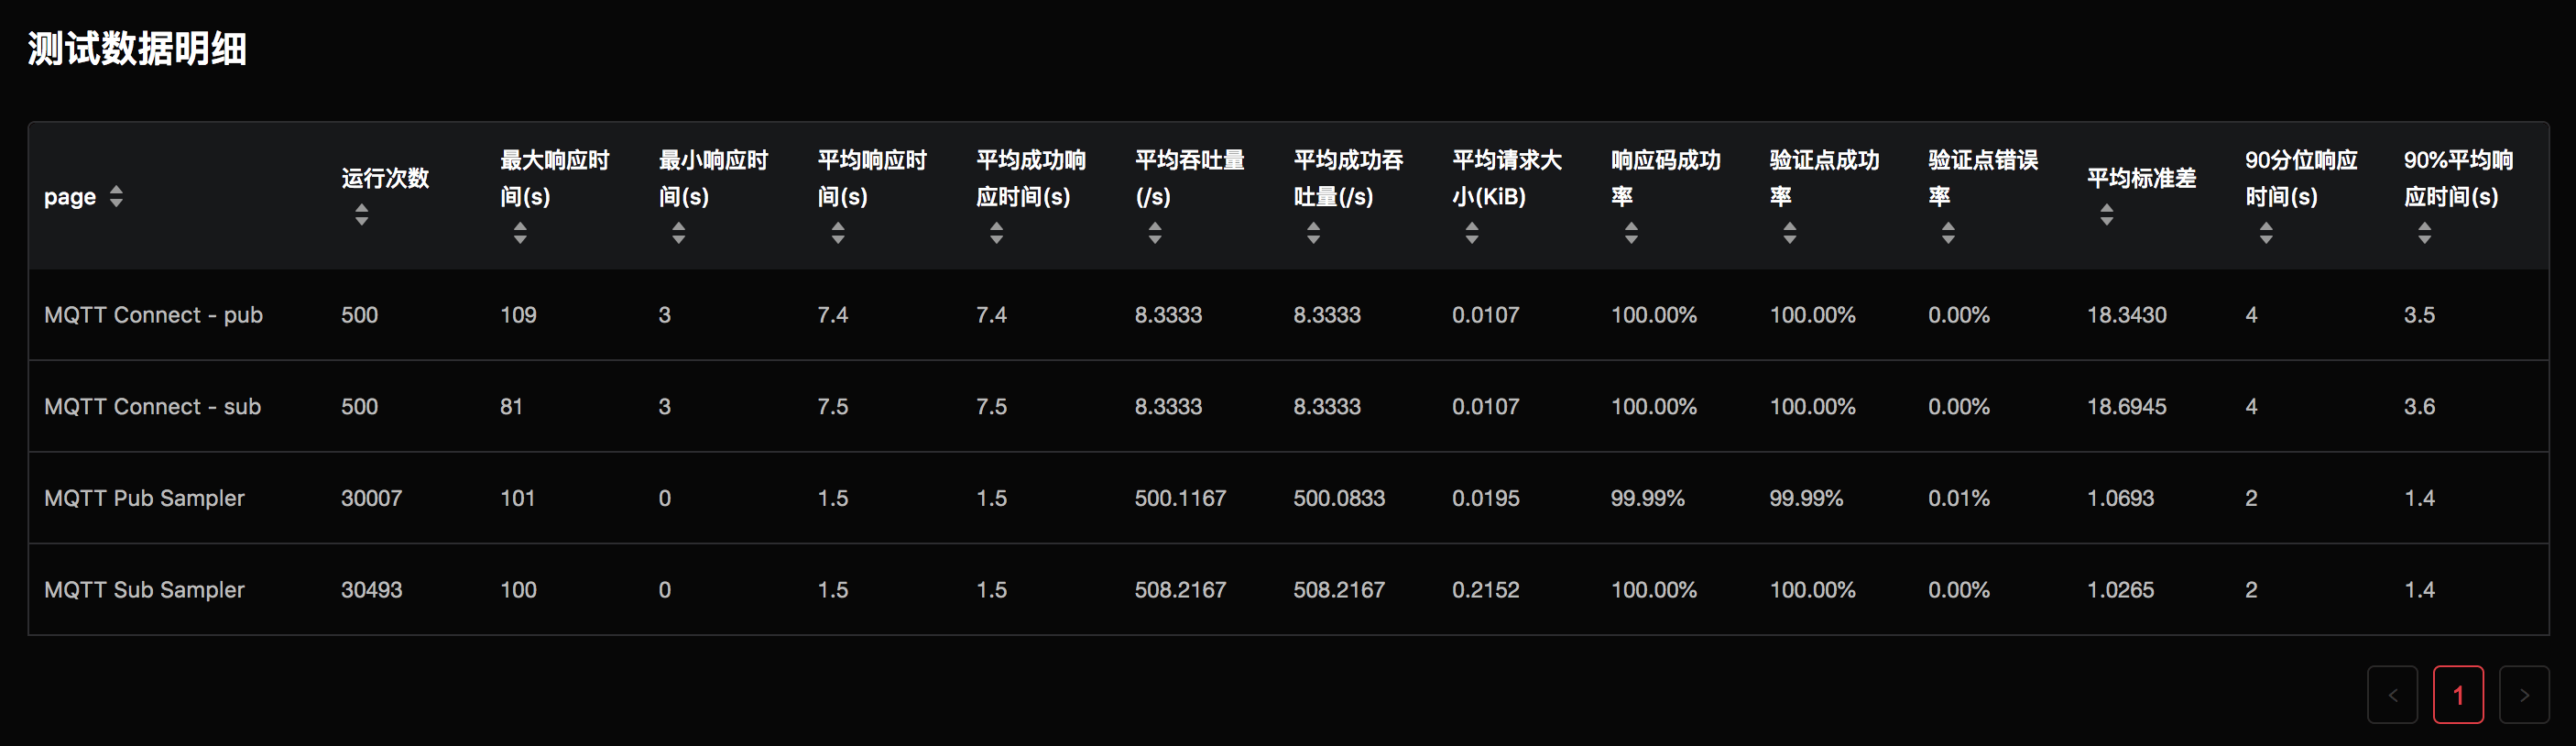 测试数据明细
page 运行次数 最大响应时间(s) 最小响应时间(s) 平均响应时间(s) 平均成功响应时间(s) 平均吞吐量(/s) 平均成功吞吐量(/s) 平均请求大小(KiB) 响应码成功率 验证点成功率 验证点错误率 平均标准差 90分位响应时间(s) 90%平均响应时间(s)
MQTT Connect - pub 500 109 3 7.4 7.4 8.3333 8.3333 0.0107 100.00% 100.00% 0.00% 18.3430 4 3.5
MQTT Connect - sub 500 81 3 7.5 7.5 8.3333 8.3333 0.0107 100.00% 100.00% 0.00% 18.6945 4 3.6
MQTT Pub Sampler 30007 101 0 1.5 1.5 500.1167 500.0833 0.0195 99.99% 99.99% 0.01% 1.0693 2 1.4
MQTT Sub Sampler 30493 100 0 1.5 1.5 508.2167 508.2167 0.2152 100.00% 100.00% 0.00% 1.0265 2 1.4
< 1 >